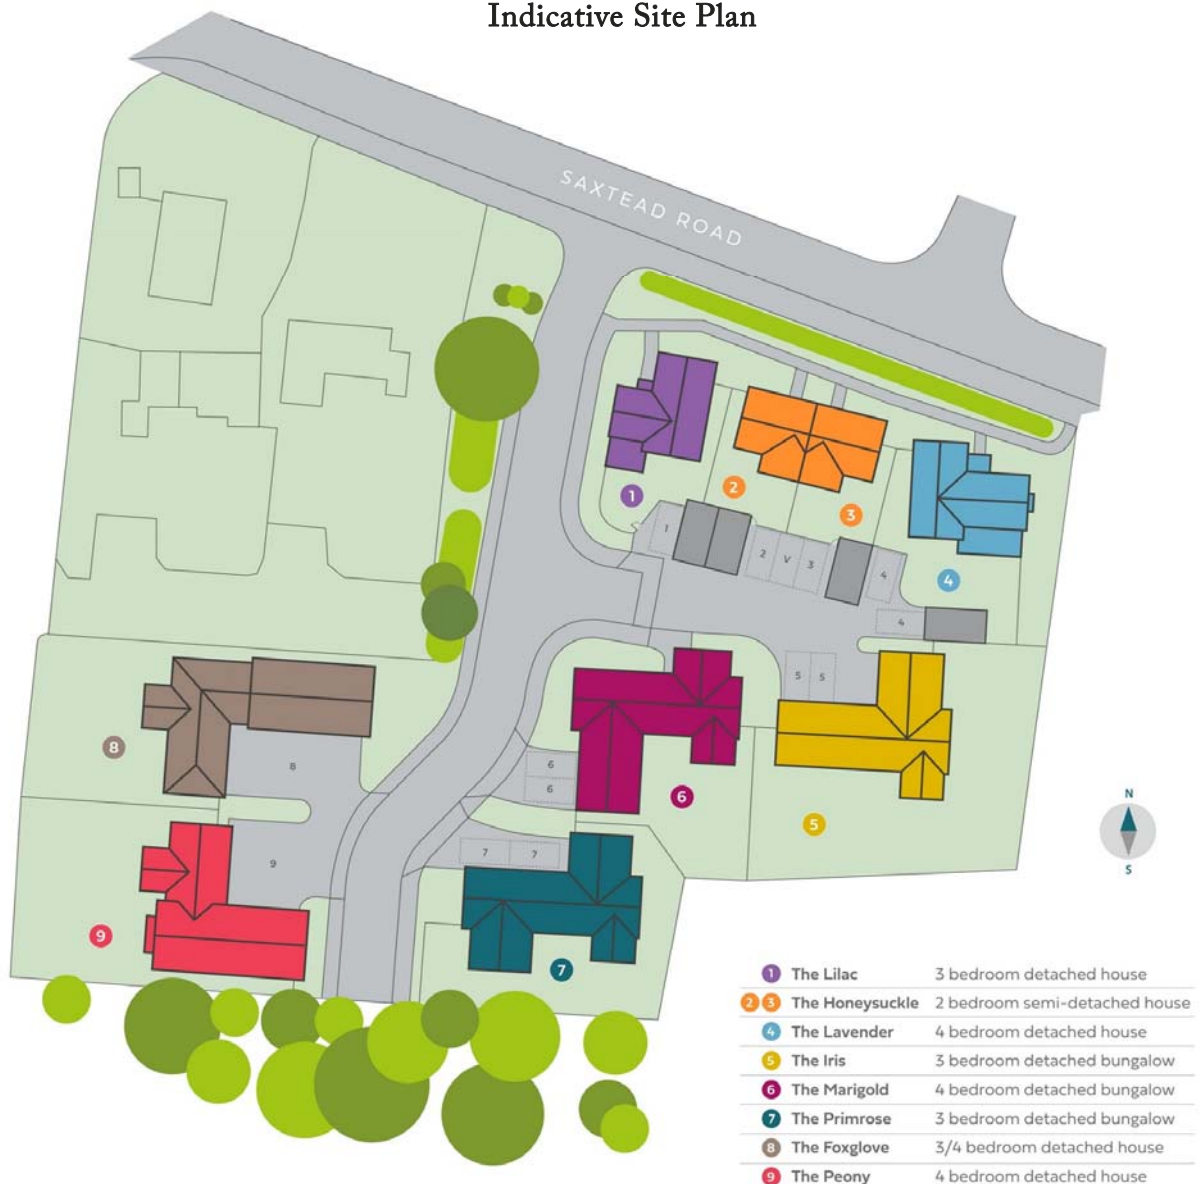 Indicative Site Plan
SAXTEAD ROAD
1
2
3
4
1
2
V
3
4
4
5
5
8
8
6
6
6
5
7
7
9
9
7
N
S
1 The Lilac 3 bedroom detached house
2 3 The Honeysuckle 2 bedroom semi-detached house
4 The Lavender 4 bedroom detached house
5 The Iris 3 bedroom detached bungalow
6 The Marigold 4 bedroom detached bungalow
7 The Primrose 3 bedroom detached bungalow
8 The Foxglove 3/4 bedroom detached house
9 The Peony 4 bedroom detached house